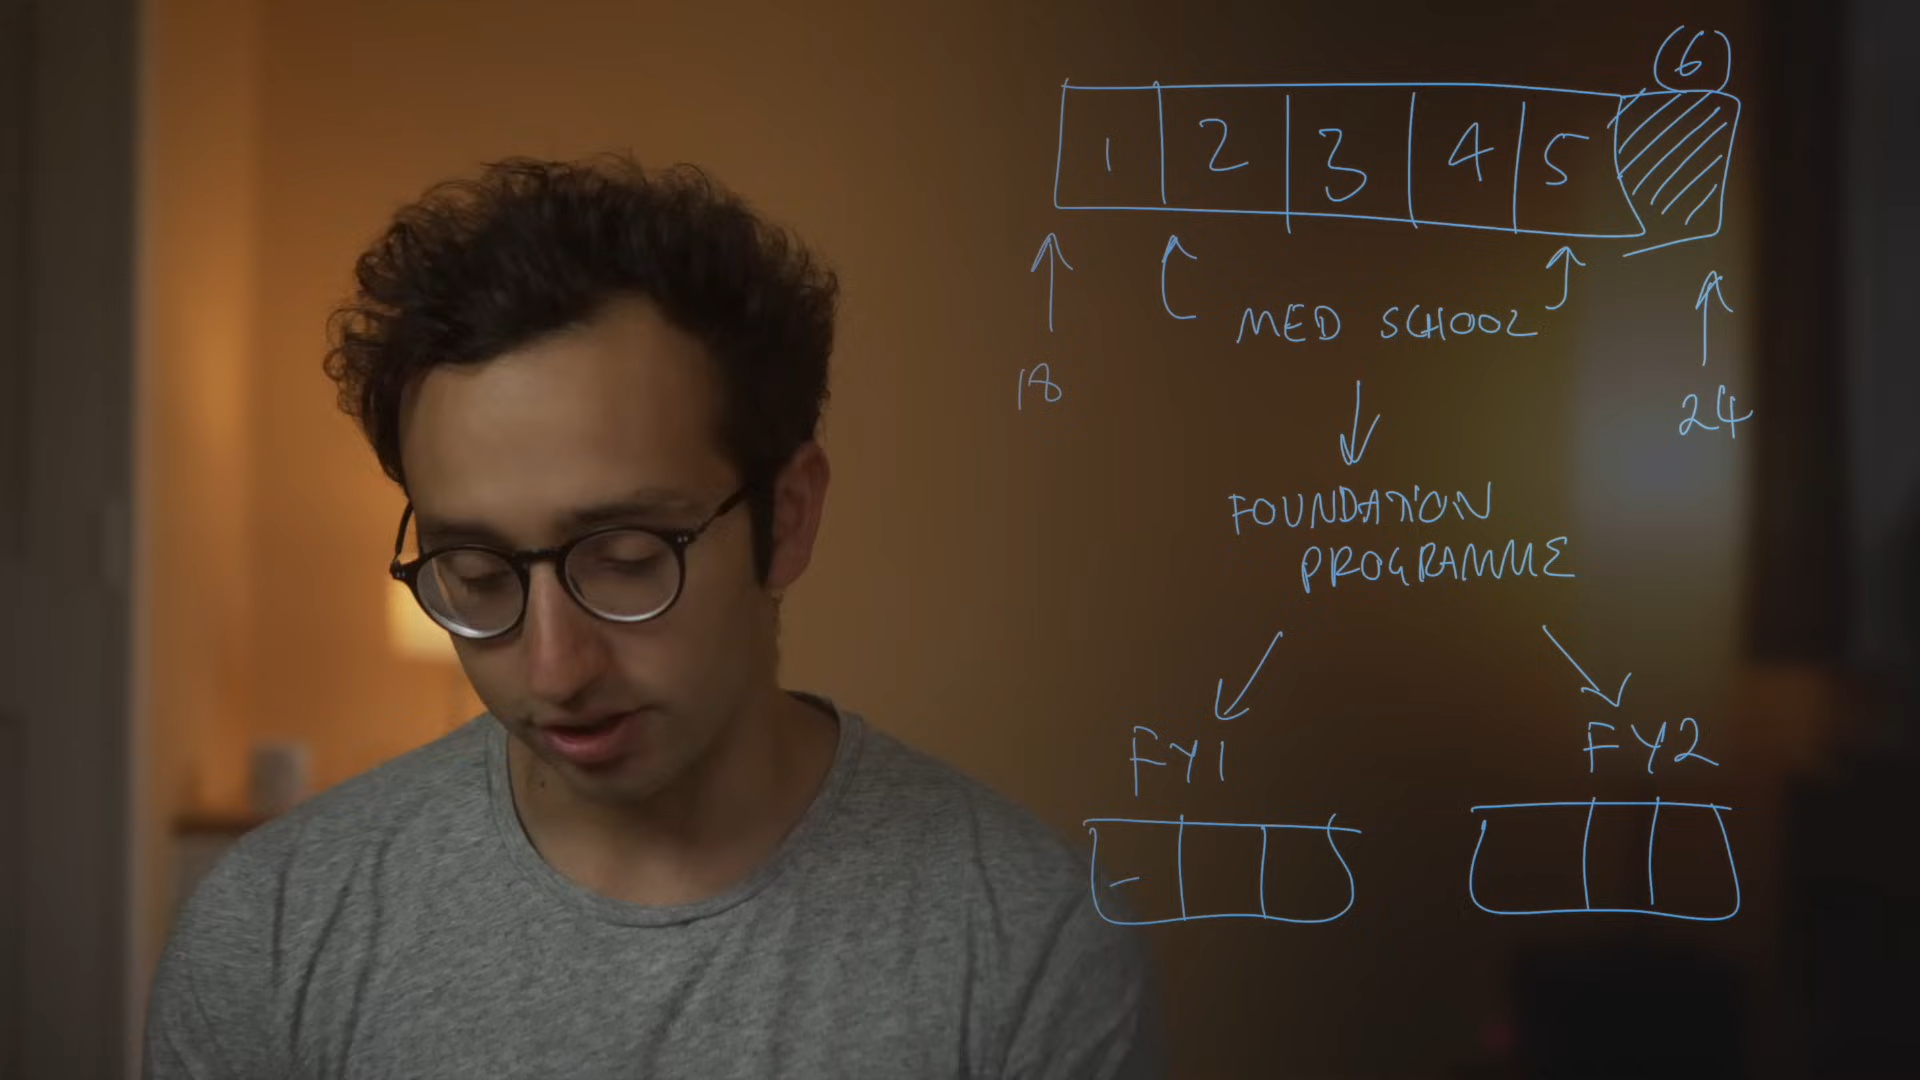 (6)
1 2 3 4 5
MED SCHOOL
18
24
FOUNDATION
PROGRAMME
FY1 FY2